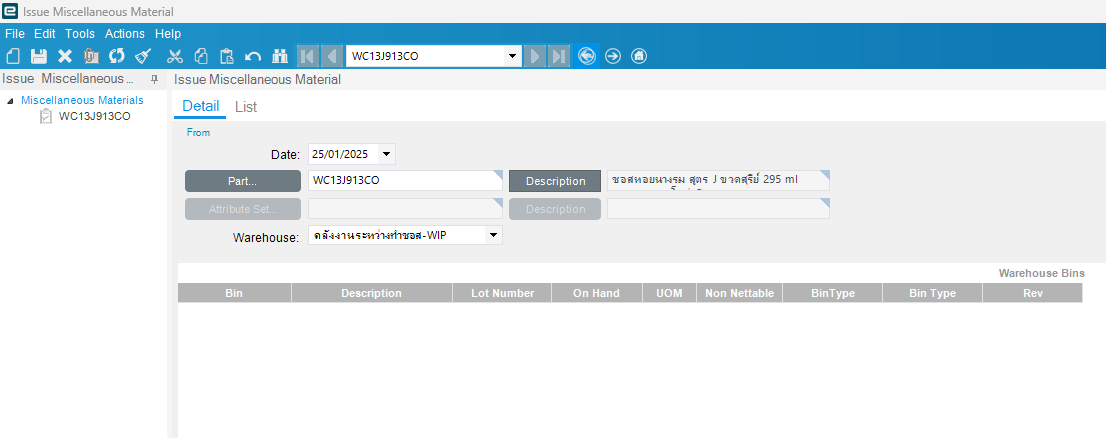 Issue Miscellaneous Material
File Edit Tools Actions Help
WC13J913CO
Issue Miscellaneous ...
Issue Miscellaneous Material
Miscellaneous Materials
WC13J913CO
Detail List
From
Date: 25/01/2025
Part... WC13J913CO Description ซอสหอยนางรม สูตร J ขวดสุรีย์ 295 ml
Attribute Set... Description
Warehouse: คลังงานระหว่างทำซอส-WIP
Warehouse Bins
Bin Description Lot Number On Hand UOM Non Nettable BinType Bin Type Rev